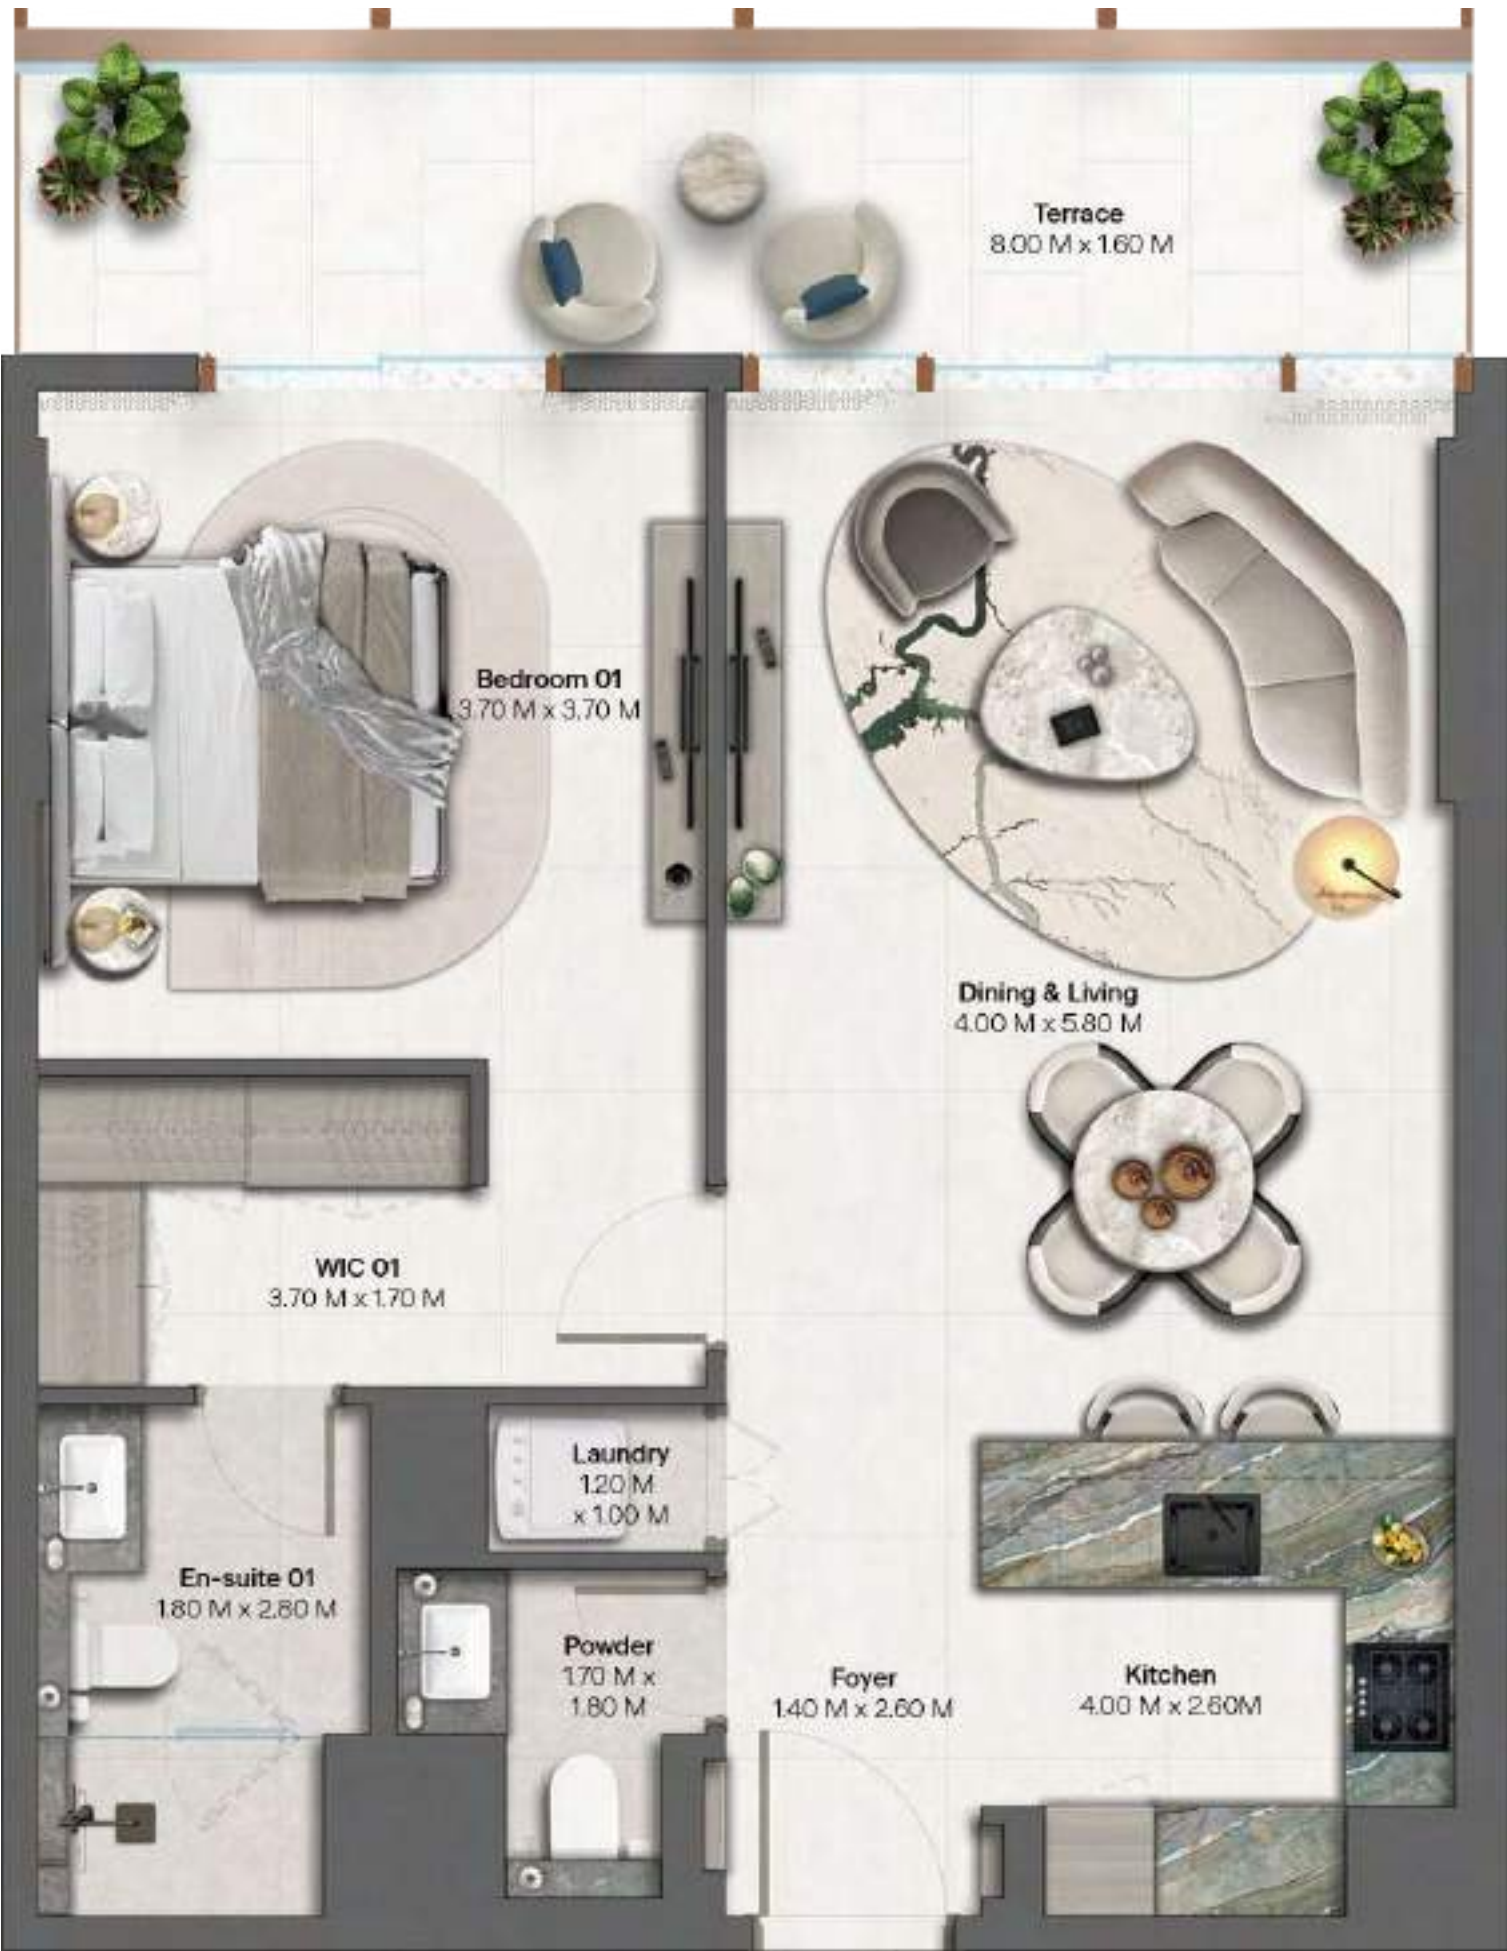 Terrace
8.00 M x 1.60 M
Bedroom 01
3.70 M x 3.70 M
Dining & Living
4.00 M x 5.80 M
WIC 01
3.70 M x 1.70 M
Laundry
1.20 M
x 1.00 M
En-suite 01
1.80 M x 2.80 M
Powder
1.70 M x
1.80 M
Foyer
1.40 M x 2.60 M
Kitchen
4.00 M x 2.60M